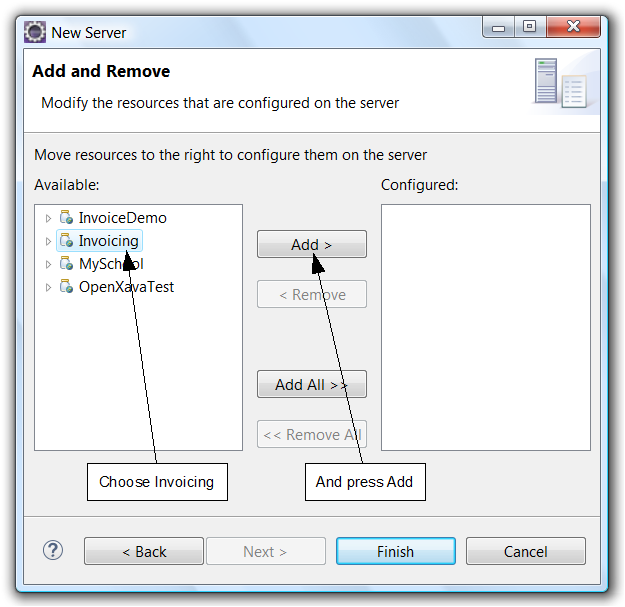 New Server
Add and Remove
Modify the resources that are configured on the server
Move resources to the right to configure them on the server
Available:
Configured:
InvoiceDemo
Invoicing
MySchool
OpenXavaTest
Add >
< Remove
Add All >>
<< Remove All
Choose Invoicing
And press Add
?
< Back
Next >
Finish
Cancel